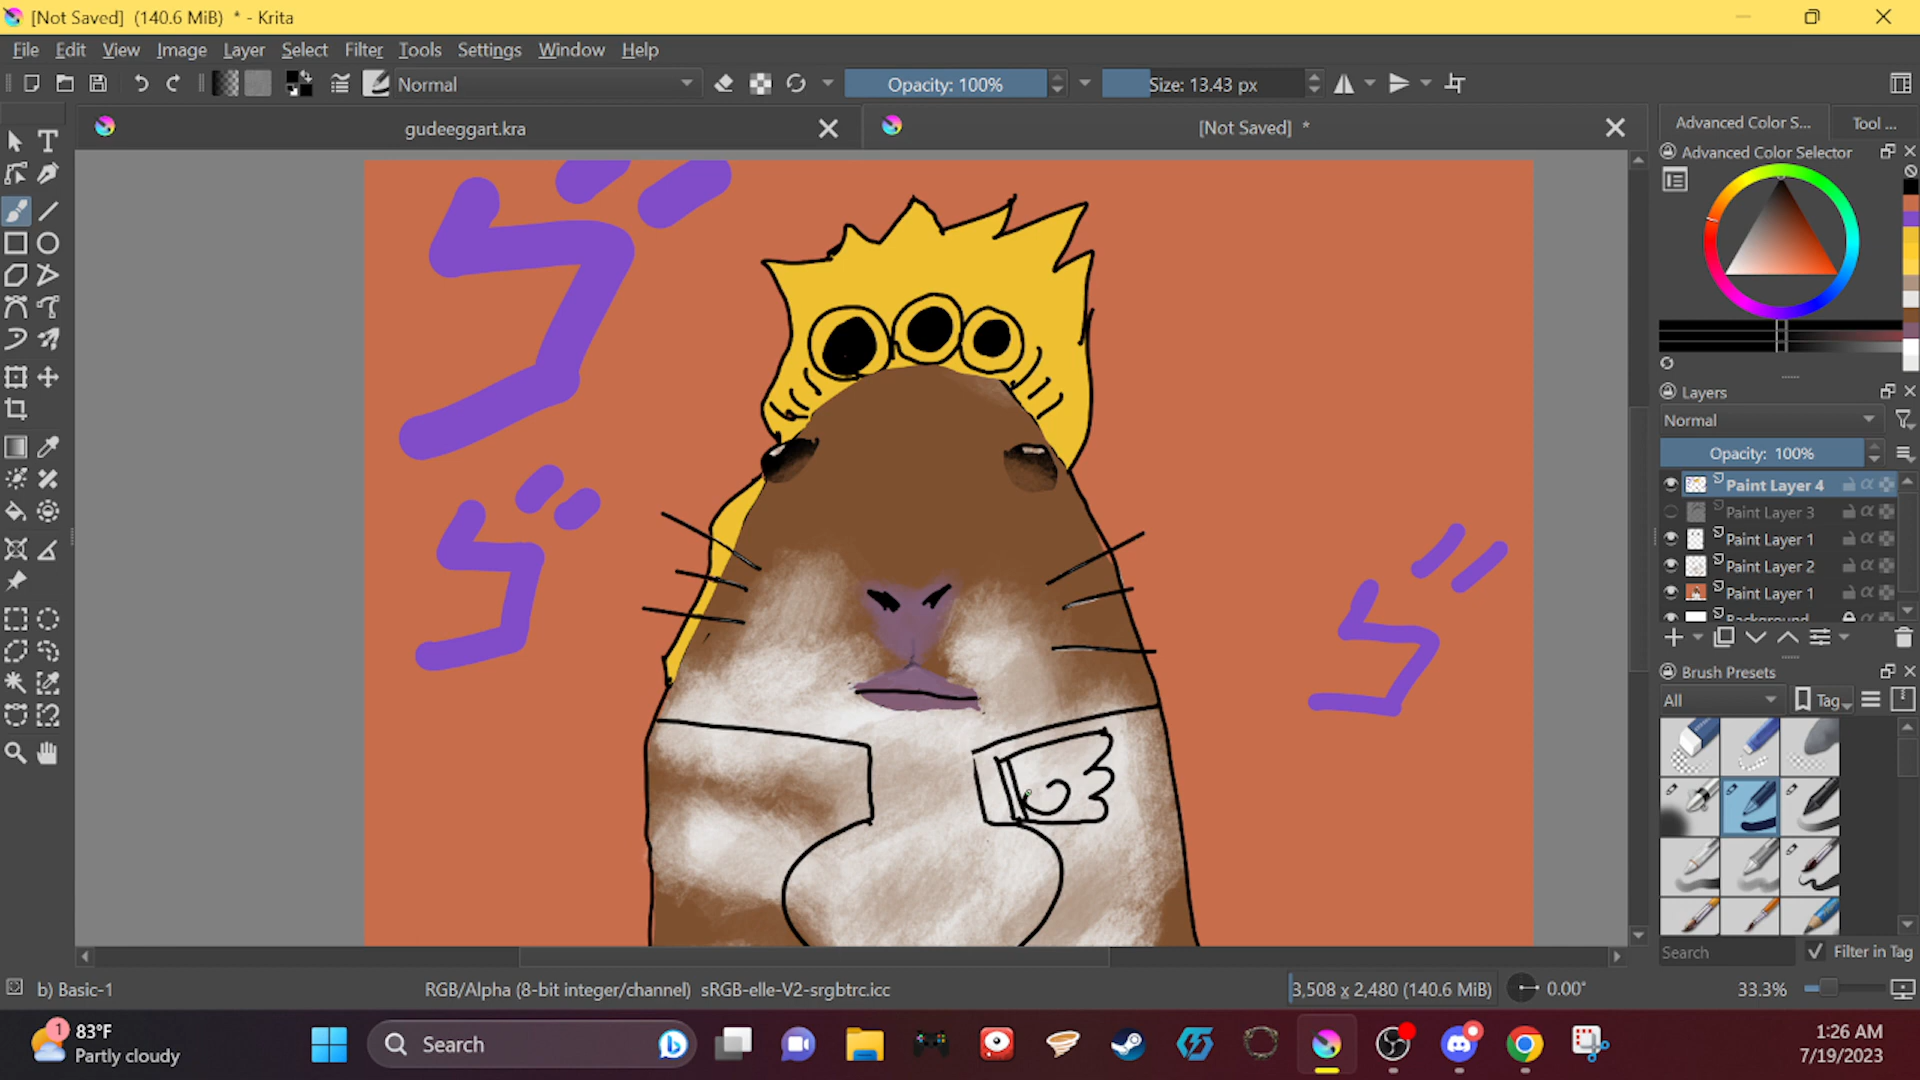 [Not Saved]  (140.6 MiB)  * - Krita
File Edit View Image Layer Select Filter Tools Settings Window Help
Normal
Opacity: 100%
Size: 13.43 px
gudeeggart.kra
[Not Saved] *
Advanced Color S...
Tool ...
Advanced Color Selector
ゴ
ゴ
ゴ
Layers
Normal
Opacity: 100%
Paint Layer 4
Paint Layer 3
Paint Layer 1
Paint Layer 2
Paint Layer 1
Background
Brush Presets
All
Tag
Search
Filter in Tag
b) Basic-1
RGB/Alpha (8-bit integer/channel)  sRGB-elle-V2-srgbtrc.icc
3,508 x 2,480 (140.6 MiB)
0.00°
33.3%
1
83°F
Partly cloudy
Search
1:26 AM
7/19/2023